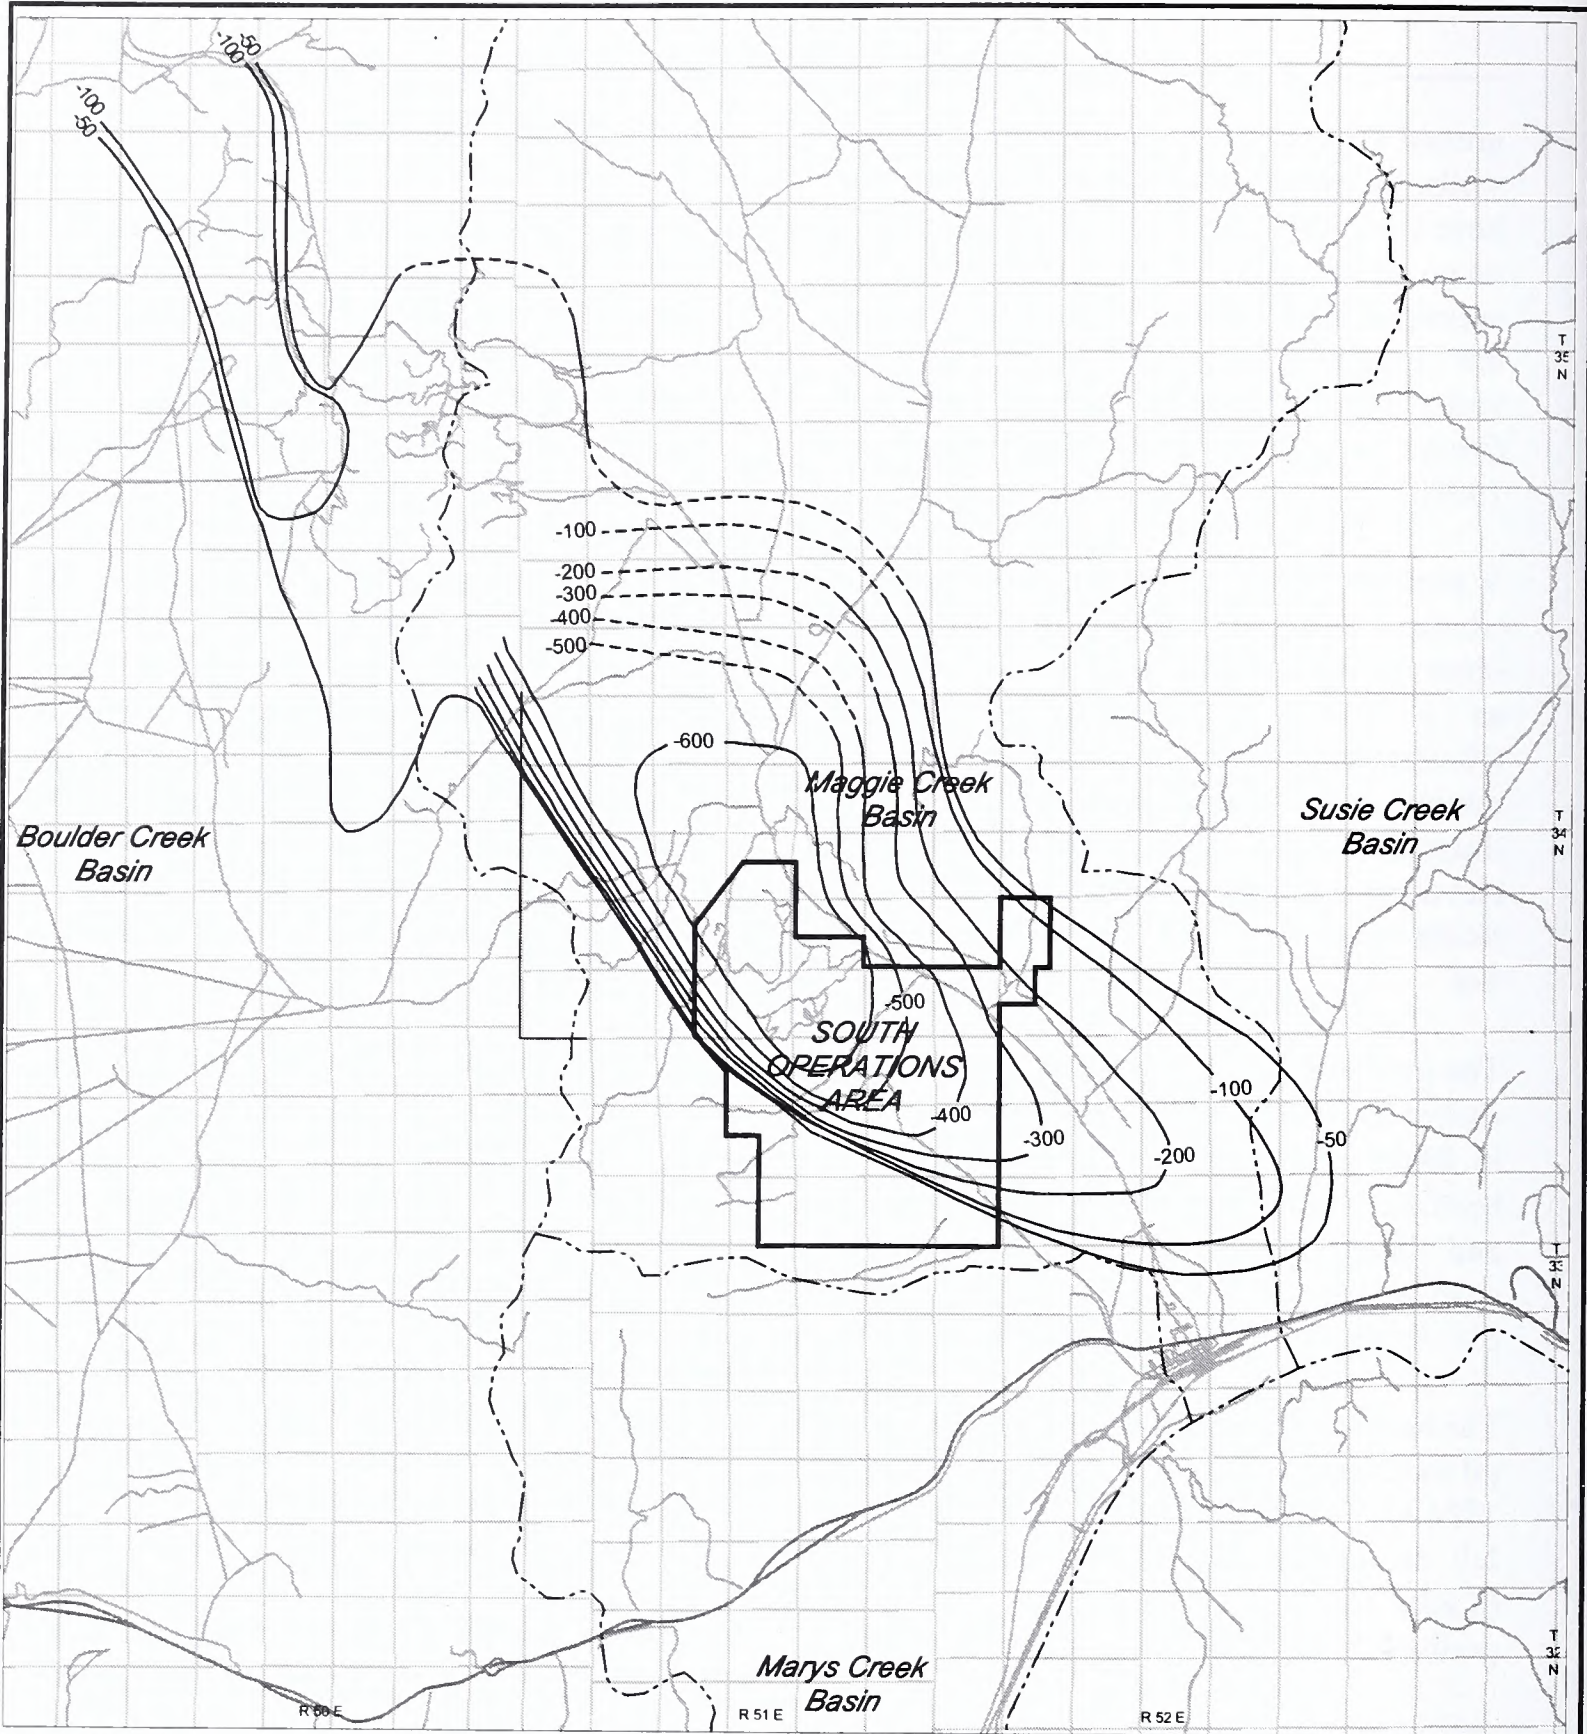 -50
-100
-100
-50
T
35
N
-100
-200
-300
-400
-500
-600
Maggie Creek
Basin
Susie Creek
Basin
T
34
N
Boulder Creek
Basin
-500
SOUTH
OPERATIONS
AREA
-400
-300
-200
-100
-50
T
33
N
T
32
N
Marys Creek
Basin
R 50 E
R 51 E
R 52 E